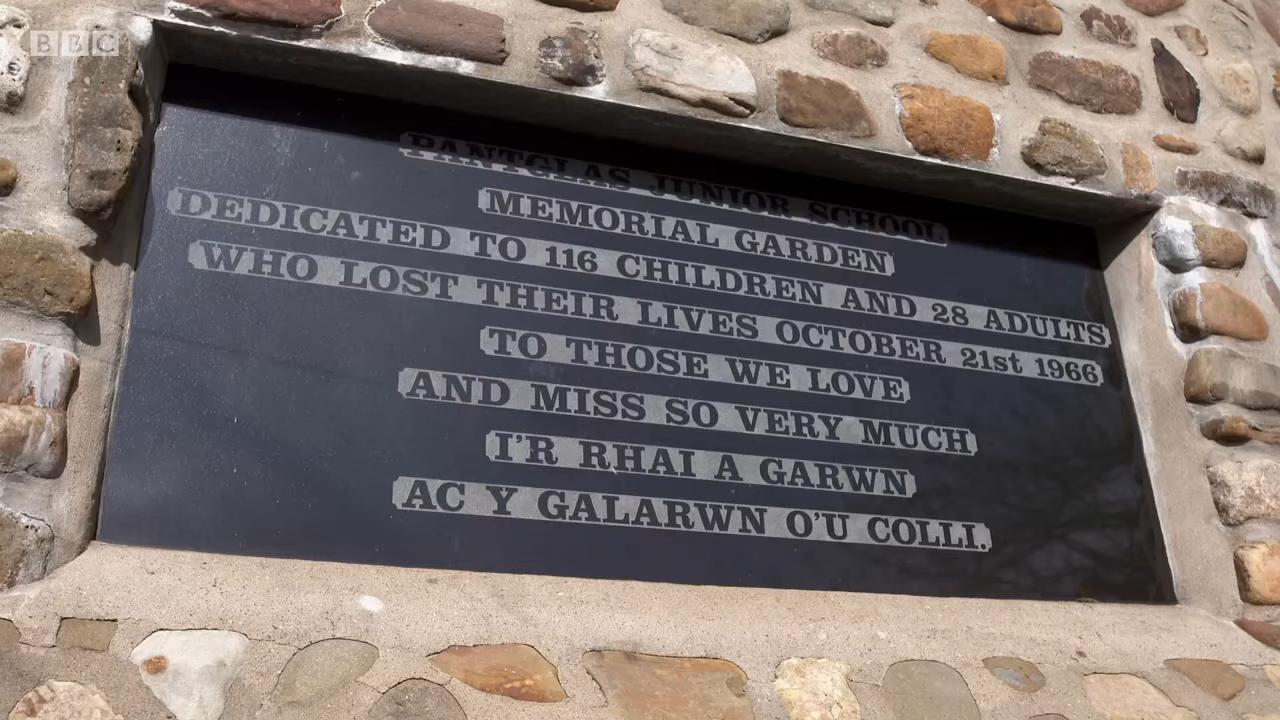 BBC
PANTGLAS JUNIOR SCHOOL
MEMORIAL GARDEN
DEDICATED TO 116 CHILDREN AND 28 ADULTS
WHO LOST THEIR LIVES OCTOBER 21st 1966
TO THOSE WE LOVE
AND MISS SO VERY MUCH
I'R RHAI A GARWN
AC Y GALARWN O'U COLLI.